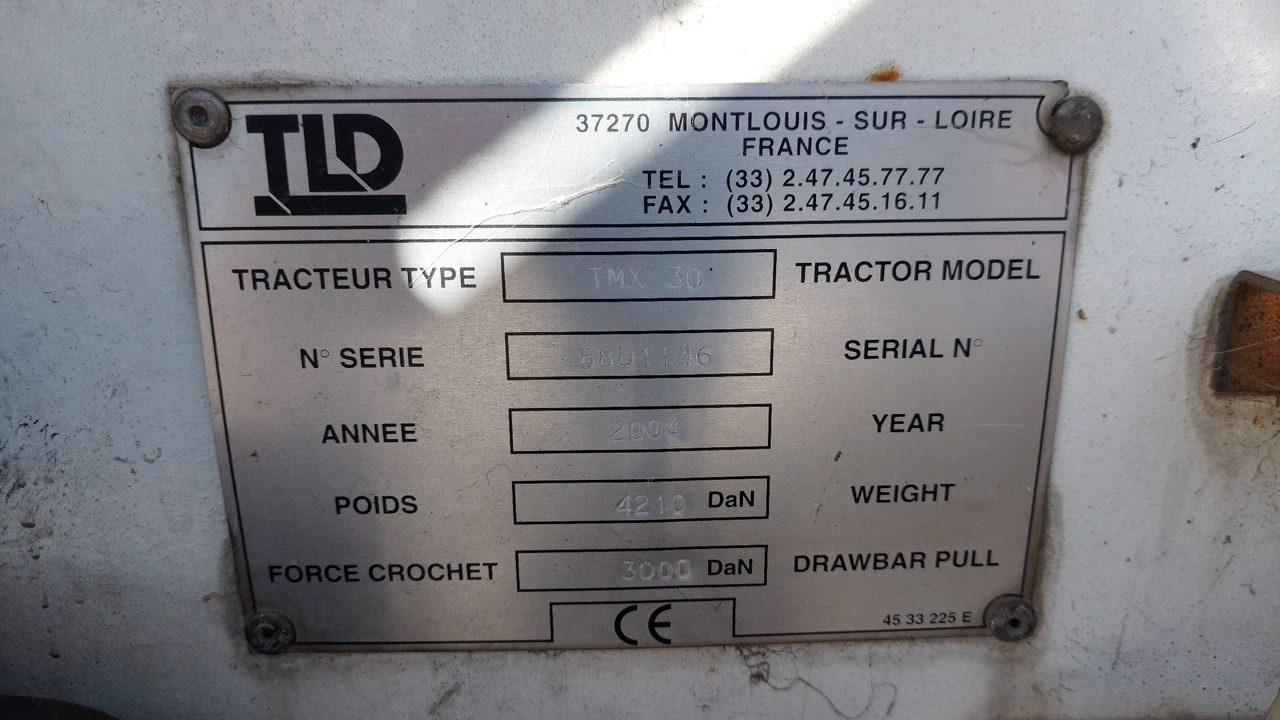 TLD
37270 MONTLOUIS - SUR - LOIRE
FRANCE
TEL : (33) 2.47.45.77.77
FAX : (33) 2.47.45.16.11
TRACTEUR TYPE TMX 30 TRACTOR MODEL
N° SERIE SERIAL N°
ANNEE 2004 YEAR
POIDS 4210 DaN WEIGHT
FORCE CROCHET 3000 DaN DRAWBAR PULL
CE
45 33 225 E